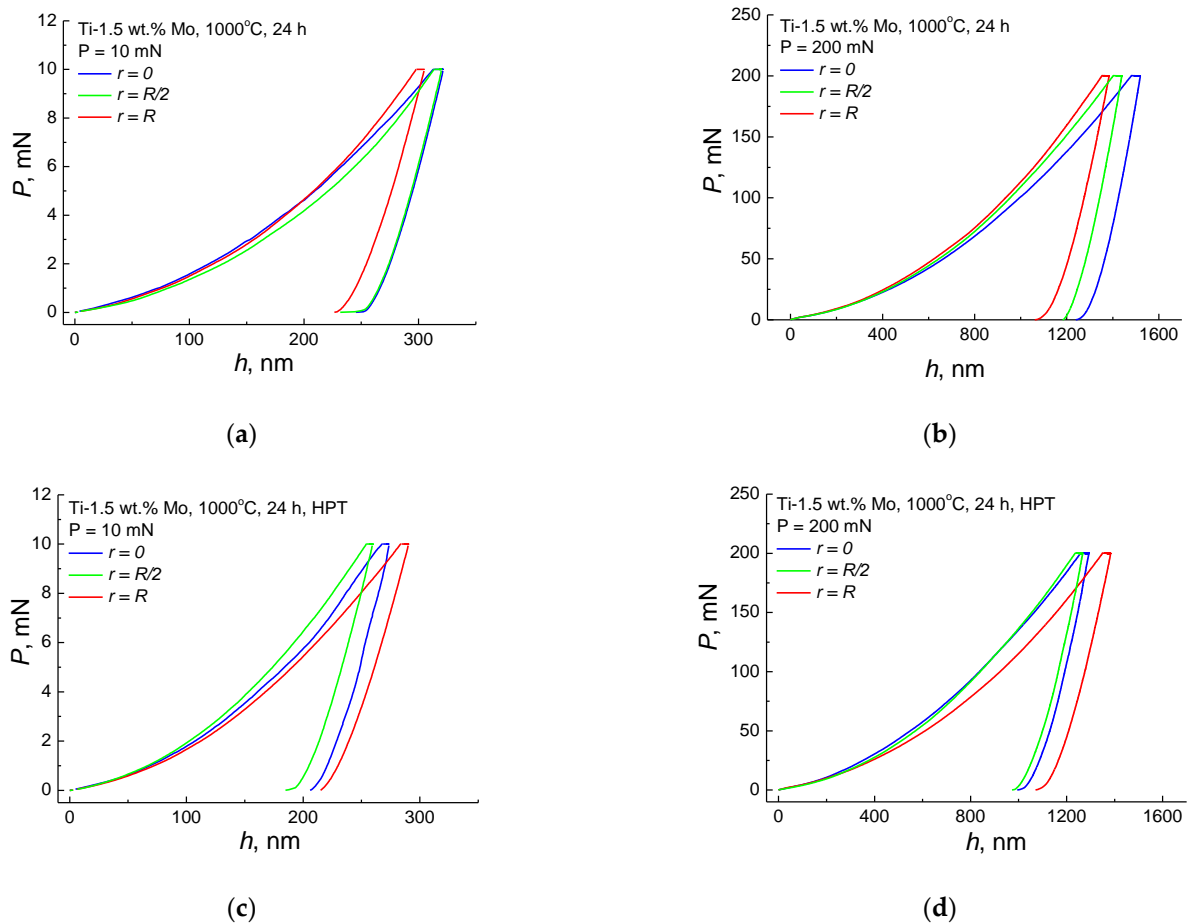 Ti-1.5 wt.% Mo, 1000°C, 24 h
P = 10 mN
r = 0
r = R/2
r = R
P, mN
12
10
8
6
4
2
0
0 100 200 300
h, nm
(a)
Ti-1.5 wt.% Mo, 1000°C, 24 h
P = 200 mN
r = 0
r = R/2
r = R
P, mN
250
200
150
100
50
0
0 400 800 1200 1600
h, nm
(b)
Ti-1.5 wt.% Mo, 1000°C, 24 h, HPT
P = 10 mN
r = 0
r = R/2
r = R
P, mN
12
10
8
6
4
2
0
0 100 200 300
h, nm
(c)
Ti-1.5 wt.% Mo, 1000°C, 24 h, HPT
P = 200 mN
r = 0
r = R/2
r = R
P, mN
250
200
150
100
50
0
0 400 800 1200 1600
h, nm
(d)